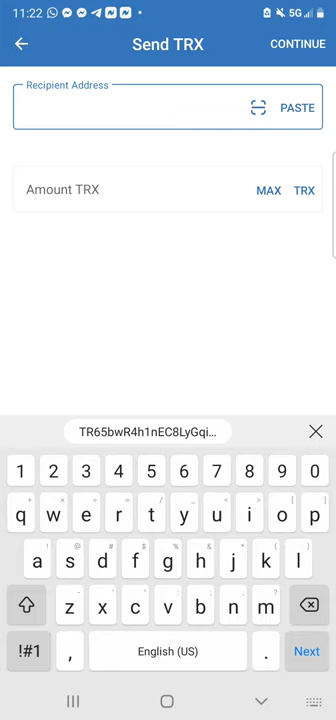 11:22 5G
Send TRX CONTINUE
Recipient Address
PASTE
Amount TRX MAX TRX
TR65bwR4h1nEC8LyGqi...
1 2 3 4 5 6 7 8 9 0
q w e r t y u i o p
a s d f g h j k l
z x c v b n m
!#1 , English (US) . Next